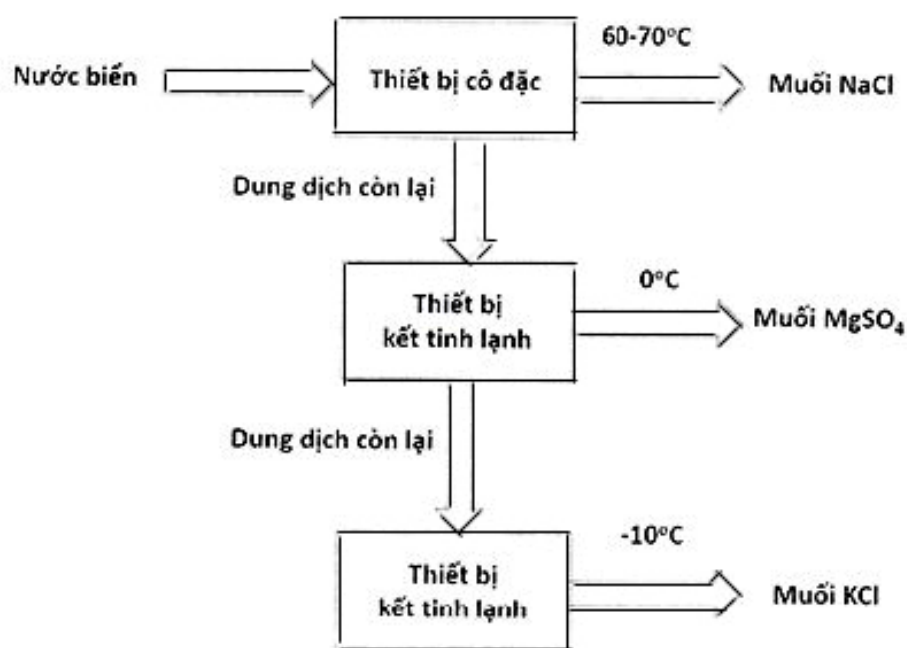 60-70°C
Nước biển
Thiết bị cô đặc
Muối NaCl
Dung dịch còn lại
0°C
Thiết bị
kết tinh lạnh
Muối MgSO₄
Dung dịch còn lại
-10°C
Thiết bị
kết tinh lạnh
Muối KCl